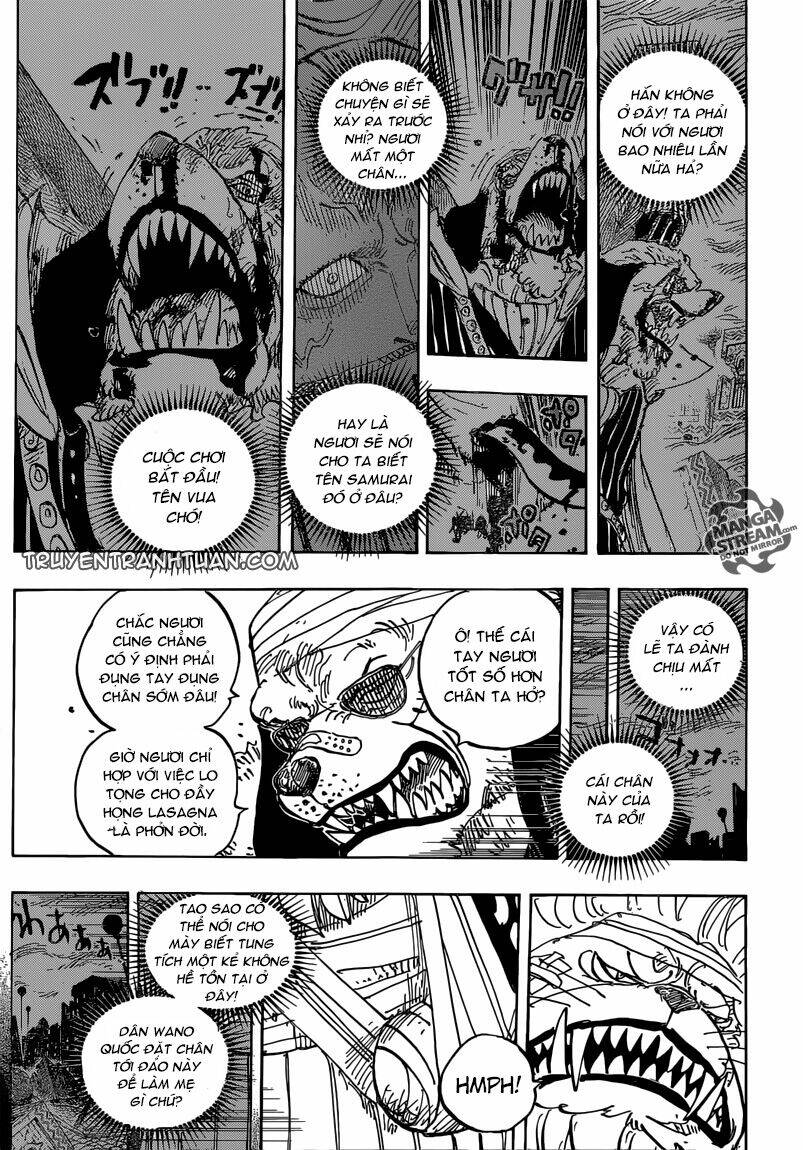 HẮN KHÔNG
Ở ĐÂY! TA PHẢI
NÓI VỚI NGƯƠI
BAO NHIÊU LẦN
NỮA HẢ?
KHÔNG BIẾT
CHUYỆN GÌ SẼ
XẢY RA TRƯỚC
NHỈ? NGƯƠI
MẤT MỘT
CHÂN...
HAY LÀ
NGƯƠI SẼ NÓI
CHO TA BIẾT
TÊN SAMURAI
ĐÓ Ở ĐÂU?
ズブ!!
CUỘC CHƠI
BẮT ĐẦU!
TÊN VUA
CHÓ!
TRUYENTRANHTUAN.COM
MANGA
STREAM.com
DO NOT MIRROR
VẬY CÓ
LẼ TA ĐÀNH
CHỊU MẤT
...
CÁI CHÂN
NÀY CỦA
TA RỒI!
Ô! THẾ CÁI
TAY NGƯƠI
TỐT SỐ HƠN
CHÂN TA HỞ?
CHẮC NGƯƠI
CŨNG CHẲNG
CÓ Ý ĐỊNH PHẢI
ĐỤNG TAY ĐỤNG
CHÂN SỚM ĐÂU!
GIỜ NGƯƠI CHỈ
HỢP VỚI VIỆC LO
TỌNG CHO ĐẦY
HỌNG LASAGNA
LÀ PHỞN ĐỜI.
HMPH!
TAO SAO CÓ
THỂ NÓI CHO
MÀY BIẾT TUNG
TÍCH MỘT KẺ KHÔNG
HỀ TỒN TẠI Ở
ĐÂY!
DÂN WANO
QUỐC ĐẶT CHÂN
TỚI ĐẢO NÀY
ĐỂ LÀM MẸ
GÌ CHỨ?